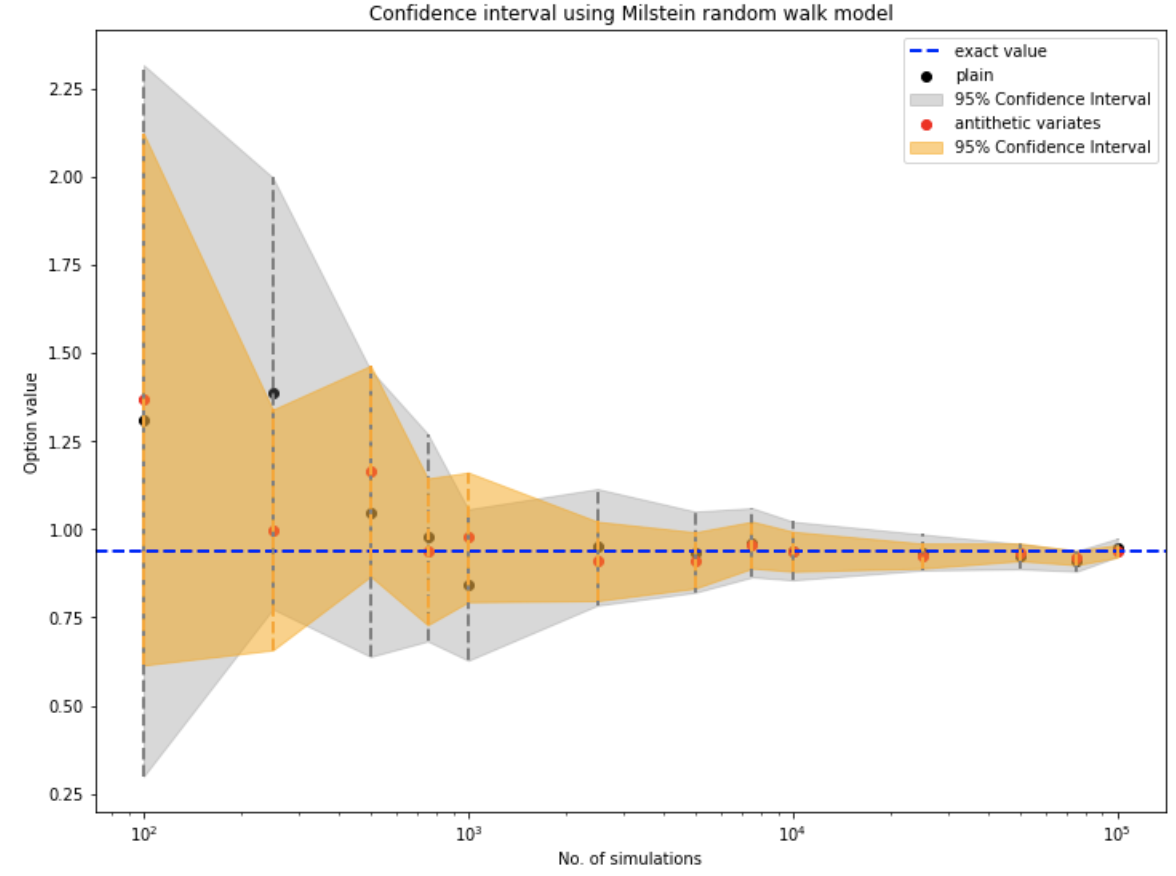 Confidence interval using Milstein random walk model
exact value
plain
95% Confidence Interval
antithetic variates
95% Confidence Interval
Option value
2.25
2.00
1.75
1.50
1.25
1.00
0.75
0.50
0.25
10²
10³
10⁴
10⁵
No. of simulations